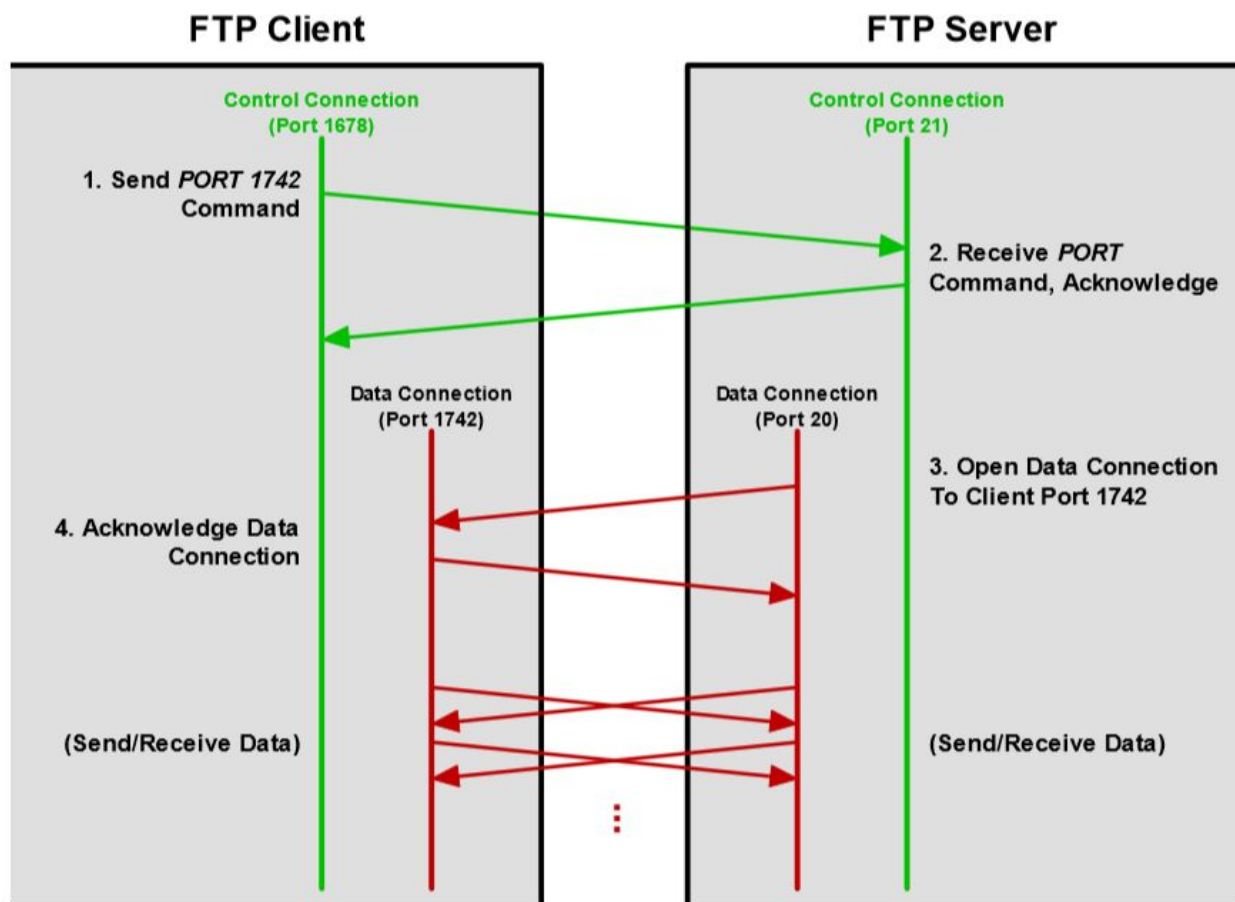 FTP Client
FTP Server
Control Connection
(Port 1678)
Control Connection
(Port 21)
1. Send PORT 1742
Command
2. Receive PORT
Command, Acknowledge
Data Connection
(Port 1742)
Data Connection
(Port 20)
3. Open Data Connection
To Client Port 1742
4. Acknowledge Data
Connection
(Send/Receive Data)
(Send/Receive Data)